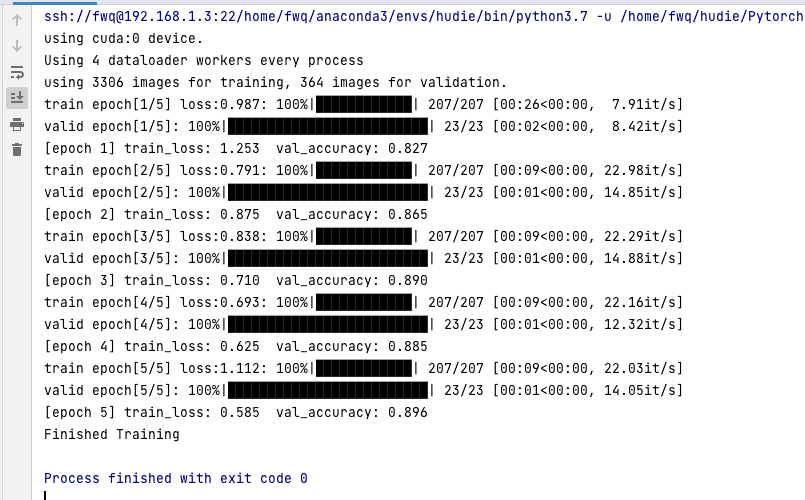 ssh://fwq@192.168.1.3:22/home/fwq/anaconda3/envs/hudie/bin/python3.7 -u /home/fwq/hudie/Pytorch
using cuda:0 device.
Using 4 dataloader workers every process
using 3306 images for training, 364 images for validation.
train epoch[1/5] loss:0.987: 100%|████████████| 207/207 [00:26<00:00,  7.91it/s]
valid epoch[1/5]: 100%|█████████████████████████| 23/23 [00:02<00:00,  8.42it/s]
[epoch 1] train_loss: 1.253  val_accuracy: 0.827
train epoch[2/5] loss:0.791: 100%|████████████| 207/207 [00:09<00:00, 22.98it/s]
valid epoch[2/5]: 100%|█████████████████████████| 23/23 [00:01<00:00, 14.85it/s]
[epoch 2] train_loss: 0.875  val_accuracy: 0.865
train epoch[3/5] loss:0.838: 100%|████████████| 207/207 [00:09<00:00, 22.29it/s]
valid epoch[3/5]: 100%|█████████████████████████| 23/23 [00:01<00:00, 14.88it/s]
[epoch 3] train_loss: 0.710  val_accuracy: 0.890
train epoch[4/5] loss:0.693: 100%|████████████| 207/207 [00:09<00:00, 22.16it/s]
valid epoch[4/5]: 100%|█████████████████████████| 23/23 [00:01<00:00, 12.32it/s]
[epoch 4] train_loss: 0.625  val_accuracy: 0.885
train epoch[5/5] loss:1.112: 100%|████████████| 207/207 [00:09<00:00, 22.03it/s]
valid epoch[5/5]: 100%|█████████████████████████| 23/23 [00:01<00:00, 14.05it/s]
[epoch 5] train_loss: 0.585  val_accuracy: 0.896
Finished Training
Process finished with exit code 0